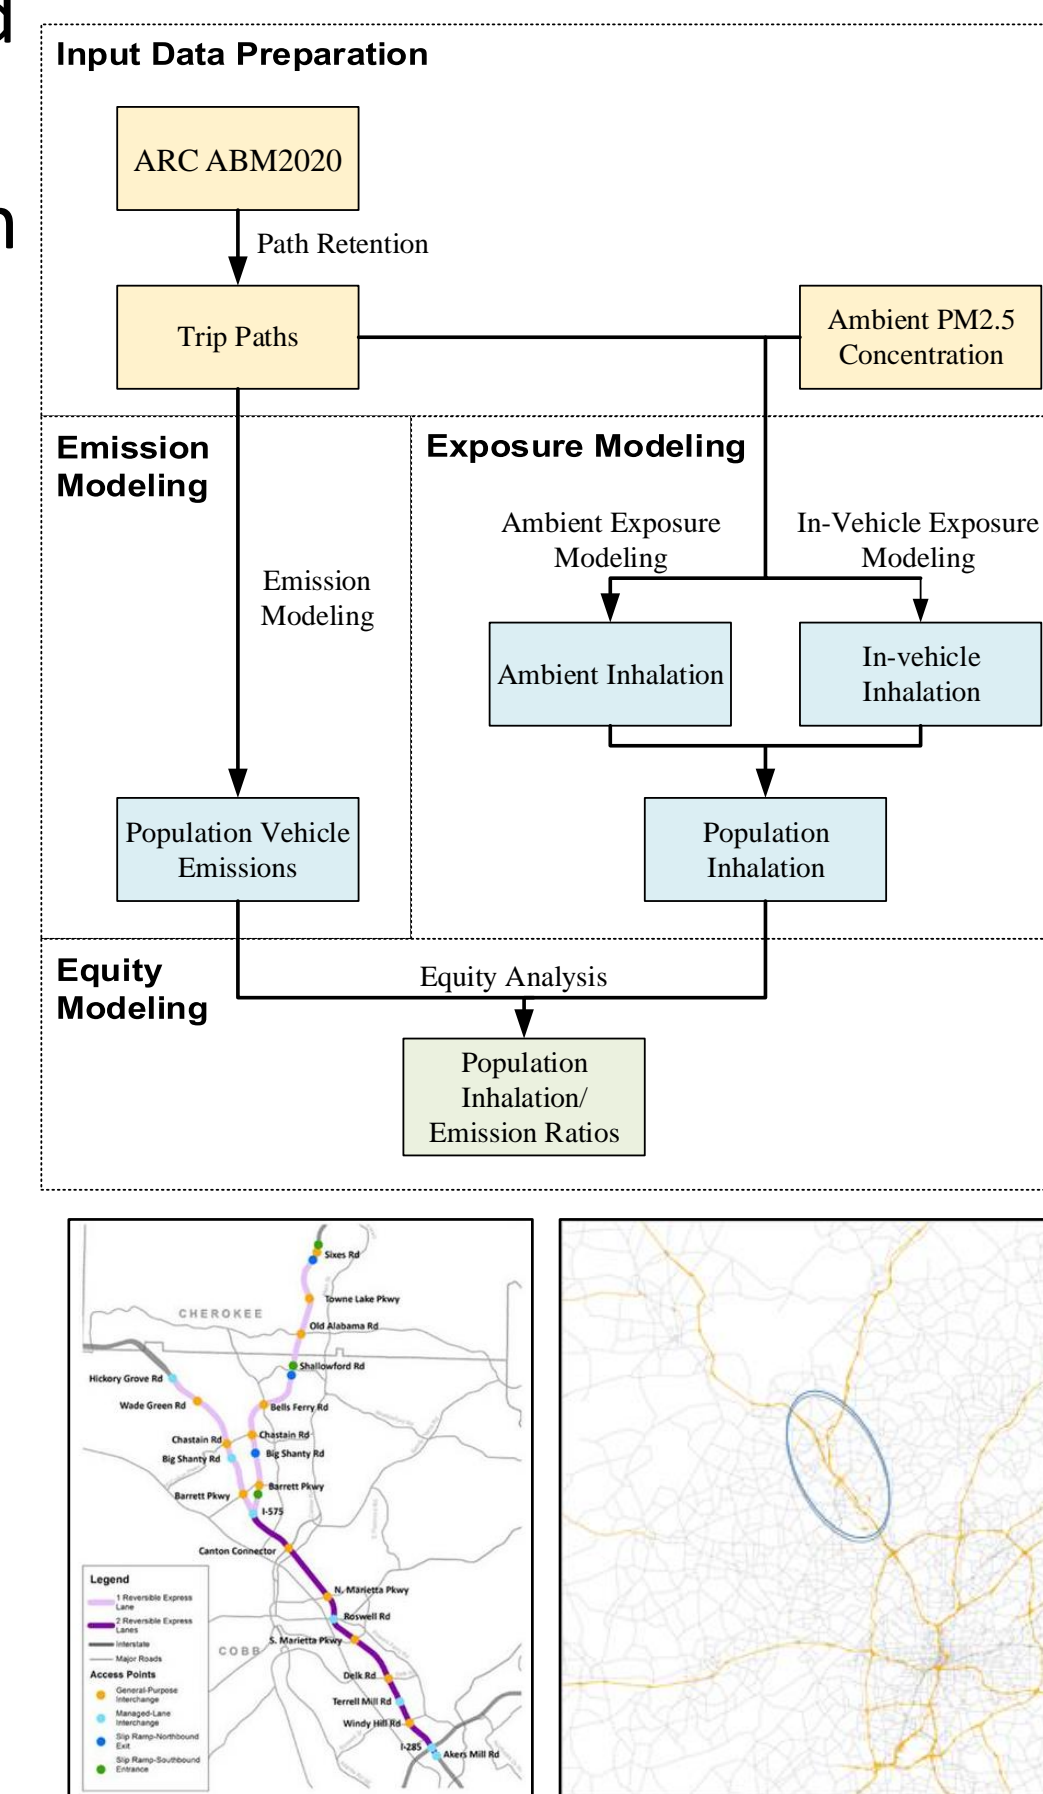 d
n
Input Data Preparation
ARC ABM2020
Path Retention
Trip Paths
Ambient PM2.5
Concentration
Emission
Modeling
Exposure Modeling
Ambient Exposure
Modeling
In-Vehicle Exposure
Modeling
Emission
Modeling
Ambient Inhalation
In-vehicle
Inhalation
Population Vehicle
Emissions
Population
Inhalation
Equity
Modeling
Equity Analysis
Population
Inhalation/
Emission Ratios
Sixes Rd
Towne Lake Pkwy
CHEROKEE
Old Alabama Rd
Shallowford Rd
Hickory Grove Rd
Wade Green Rd
Bells Ferry Rd
Chastain Rd
Chastain Rd
Big Shanty Rd
Big Shanty Rd
Barrett Pkwy
Barrett Pkwy
I-575
Canton Connector
N. Marietta Pkwy
Roswell Rd
S. Marietta Pkwy
COBB
Delk Rd
Terrell Mill Rd
Windy Hill Rd
I-285
Akers Mill Rd
Legend
1 Reversible Express
Lane
2 Reversible Express
Lanes
Interstate
Major Roads
Access Points
General-Purpose
Interchange
Managed-Lane
Interchange
Slip Ramp-Northbound
Exit
Slip Ramp-Southbound
Entrance